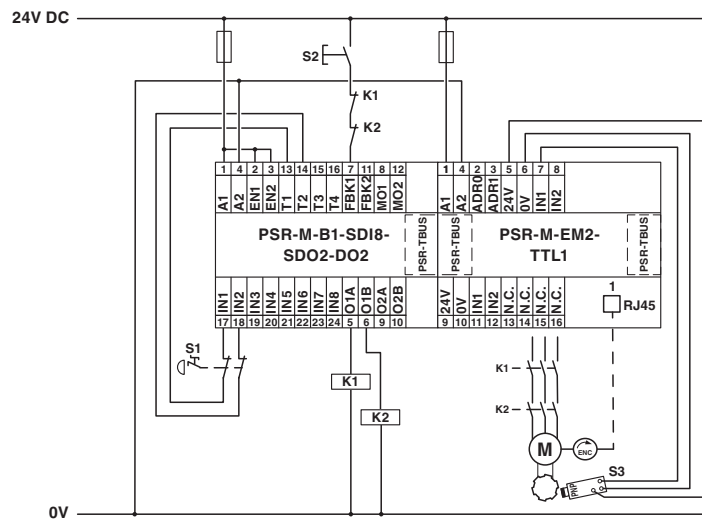 24V DC
S2
K1
K2
1 4 2 3 13 14 15 16 7 11 8 12
A1 A2 EN1 EN2 T1 T2 T3 T4 FBK1 FBK2 MO1 MO2
1 4 2 3 5 6 7 8
A1 A2 ADR0 ADR1 24V 0V IN1 IN2
PSR-M-B1-SDI8-
SDO2-DO2
PSR-TBUS
PSR-TBUS
PSR-M-EM2-
TTL1
PSR-TBUS
IN1 IN2 IN3 IN4 IN5 IN6 IN7 IN8 O1A O1B O2A O2B
17 18 19 20 21 22 23 24 5 6 9 10
24V 0V IN1 IN2 N.C. N.C. N.C. N.C.
9 10 11 12 13 14 15 16
1
RJ45
S1
K1
K2
K1
K2
M
ENC
S3
PNP
0V